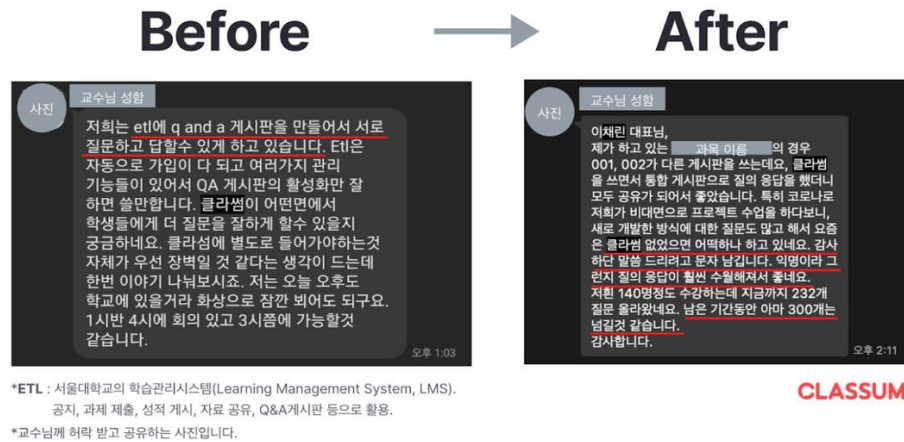 Before
After
사진
교수님 성함
저희는 etl에 q and a 게시판을 만들어서 서로
질문하고 답할수 있게 하고 있습니다. Etl은
자동으로 가입이 다 되고 여러가지 관리
기능들이 있어서 QA 게시판의 활성화만 잘
하면 쓸만합니다. 클라썸이 어떤면에서
학생들에게 더 질문을 잘하게 할수 있을지
궁금하네요. 클라섬에 별도로 들어가야하는것
자체가 우선 장벽일 것 같다는 생각이 드는데
한번 이야기 나눠보시죠. 저는 오늘 오후도
학교에 있을거라 화상으로 잠깐 뵈어도 되구요.
1시반 4시에 회의 있고 3시쯤에 가능할것
같습니다.
오후 1:03
*ETL : 서울대학교의 학습관리시스템(Learning Management System, LMS).
공지, 과제 제출, 성적 게시, 자료 공유, Q&A게시판 등으로 활용.
*교수님께 허락 받고 공유하는 사진입니다.
사진
교수님 성함
이채린 대표님,
제가 하고 있는 과목 이름 의 경우
001, 002가 다른 게시판을 쓰는데요, 클라썸
을 쓰면서 통합 게시판으로 질의 응답을 했더니
모두 공유가 되어서 좋았습니다. 특히 코로나로
저희가 비대면으로 프로젝트 수업을 하다보니,
새로 개발한 방식에 대한 질문도 많고 해서 요즘
은 클라썸 없었으면 어떡하나 하고 있네요. 감사
하단 말씀 드리려고 문자 남깁니다. 익명이라 그
런지 질의 응답이 훨씬 수월해져서 좋네요.
저흰 140명정도 수강하는데 지금까지 232개
질문 올라왔네요. 남은 기간동안 아마 300개는
넘길것 같습니다.
감사합니다.
오후 2:11
CLASSUM